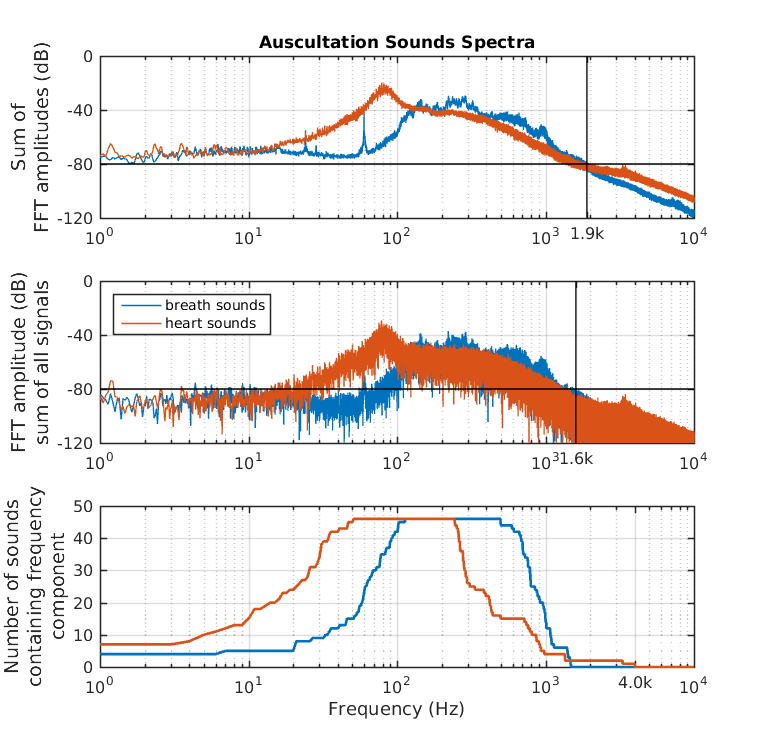 Auscultation Sounds Spectra
Sum of
FFT amplitudes (dB)
0
-40
-80
-120
10^0
10^1
10^2
10^3
1.9k
10^4
FFT amplitude (dB)
sum of all signals
0
-40
-80
-120
breath sounds
heart sounds
10^0
10^1
10^2
10^3
1.6k
10^4
Number of sounds
containing frequency
component
50
40
30
20
10
0
10^0
10^1
10^2
10^3
4.0k
10^4
Frequency (Hz)